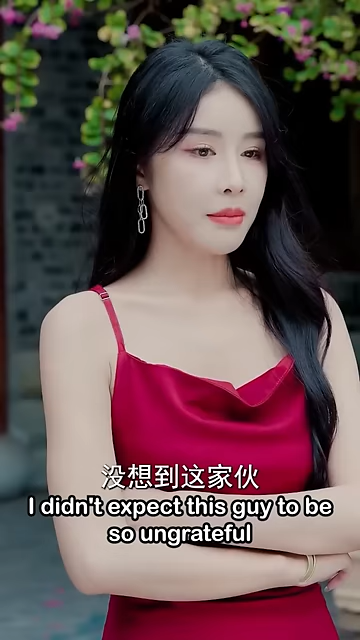 没想到这家伙
I didn't expect this guy to be
so ungrateful